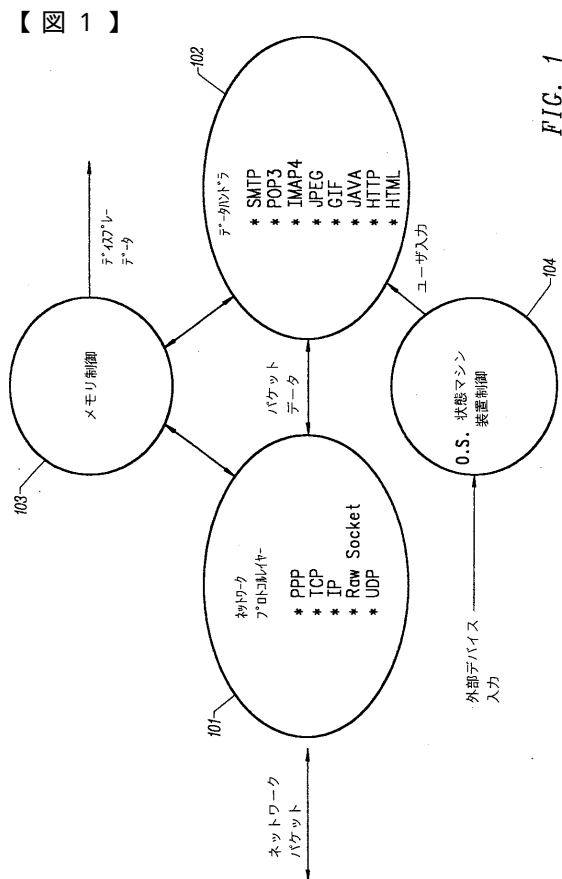 【図1】
102
データハンドラ
* SMTP
* POP3
* IMAP4
* JPEG
* GIF
* JAVA
* HTTP
* HTML
ディスプレー
データ
メモリ制御
103
パケット
データ
ユーザ入力
104
O.S. 状態マシン
装置制御
101
ネットワーク
プロトコルレイヤー
* PPP
* TCP
* IP
* Raw Socket
* UDP
外部デバイス
入力
ネットワーク
パケット
FIG. 1